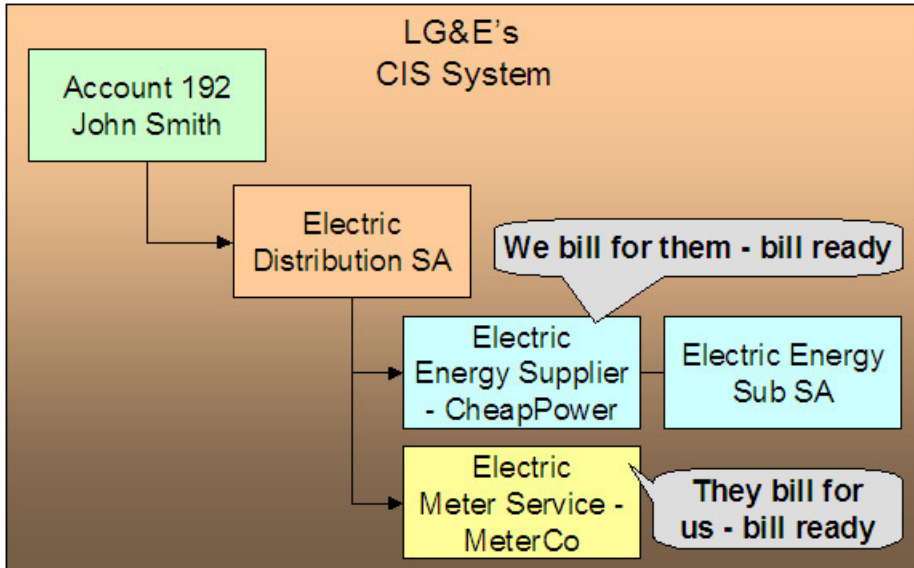 LG&E's
CIS System
Account 192
John Smith
Electric
Distribution SA
We bill for them - bill ready
Electric
Energy Supplier
- CheapPower
Electric Energy
Sub SA
Electric
Meter Service -
MeterCo
They bill for
us - bill ready